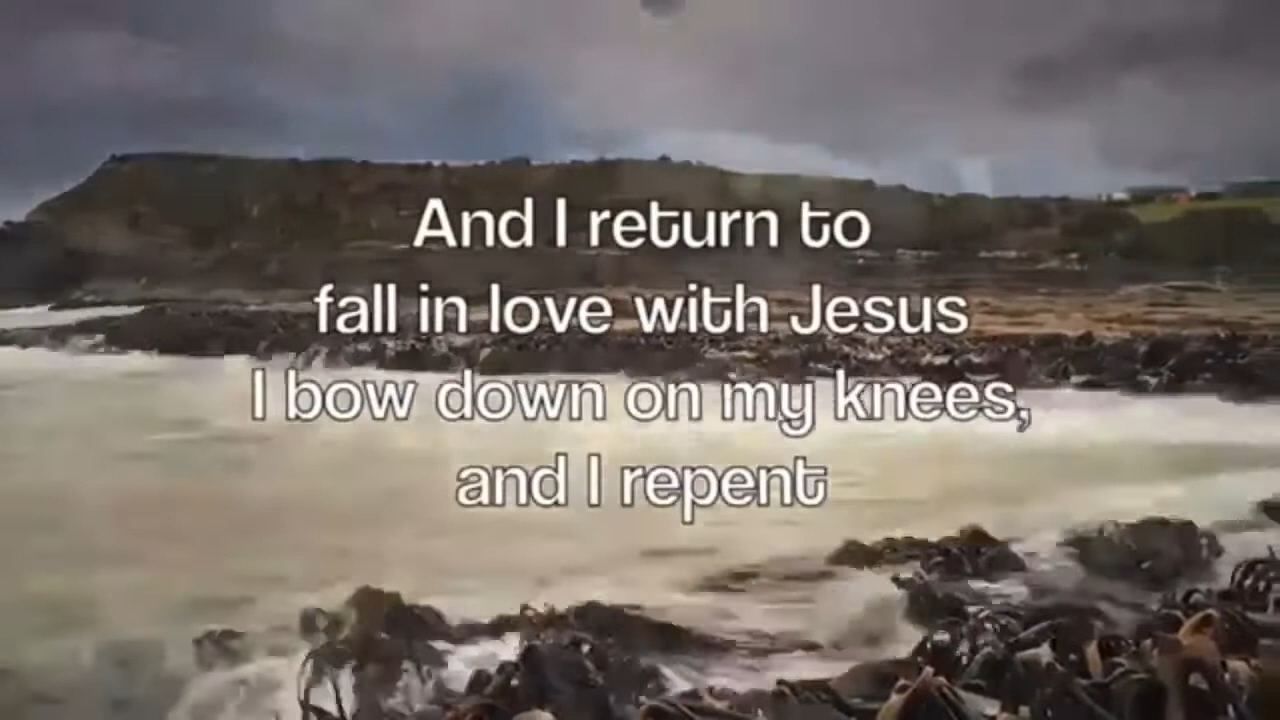 And I return to
fall in love with Jesus
I bow down on my knees,
and I repent